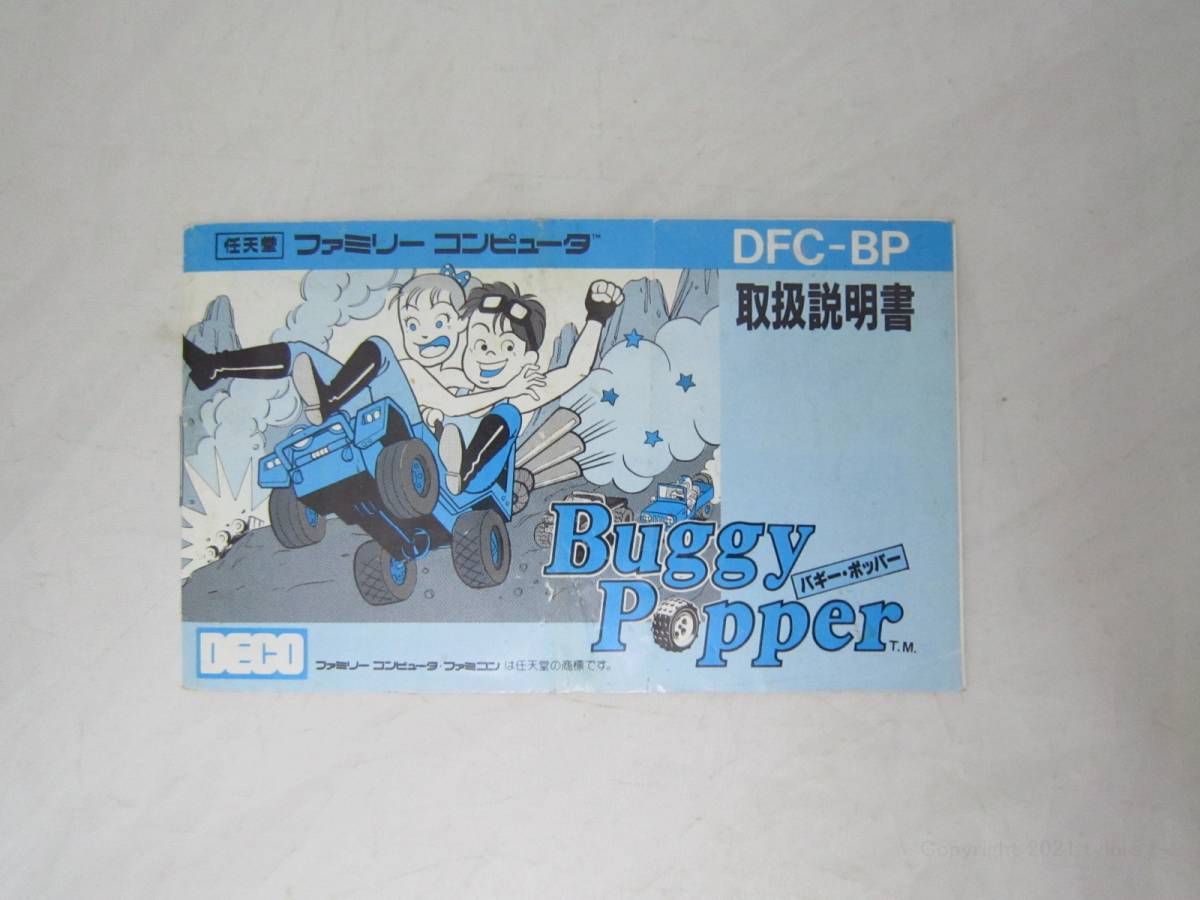 任天堂 ファミリー コンピュータ™ DFC-BP
取扱説明書
Buggy
バギー・ポッパー
Popper T.M.
DECO ファミリー コンピュータ・ファミコン は任天堂の商標です。
Copyright 2021